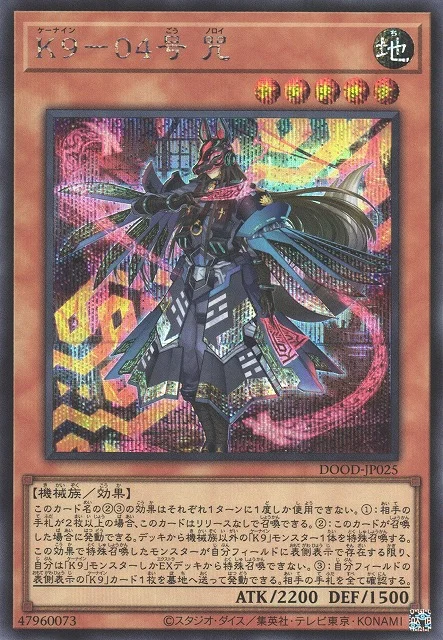 K9－04号 呪
ケーナイン ごう ノロイ
地
DOOD-JP025
【機械族／効果】
このカード名の②③の効果はそれぞれ1ターンに1度しか使用できない。①：相手の
手札が2枚以上の場合、このカードはリリースなしで召喚できる。②：このカードが召喚
した場合に発動できる。デッキから機械族以外の「K9」モンスター1体を特殊召喚する。
この効果で特殊召喚したモンスターが自分フィールドに表側表示で存在する限り、
自分は「K9」モンスターしかEXデッキから特殊召喚できない。③：自分フィールドの
表側表示の「K9」カード1枚を墓地へ送って発動できる。相手の手札を全て確認する。
ATK/2200 DEF/1500
47960073
©スタジオ・ダイス／集英社・テレビ東京・KONAMI